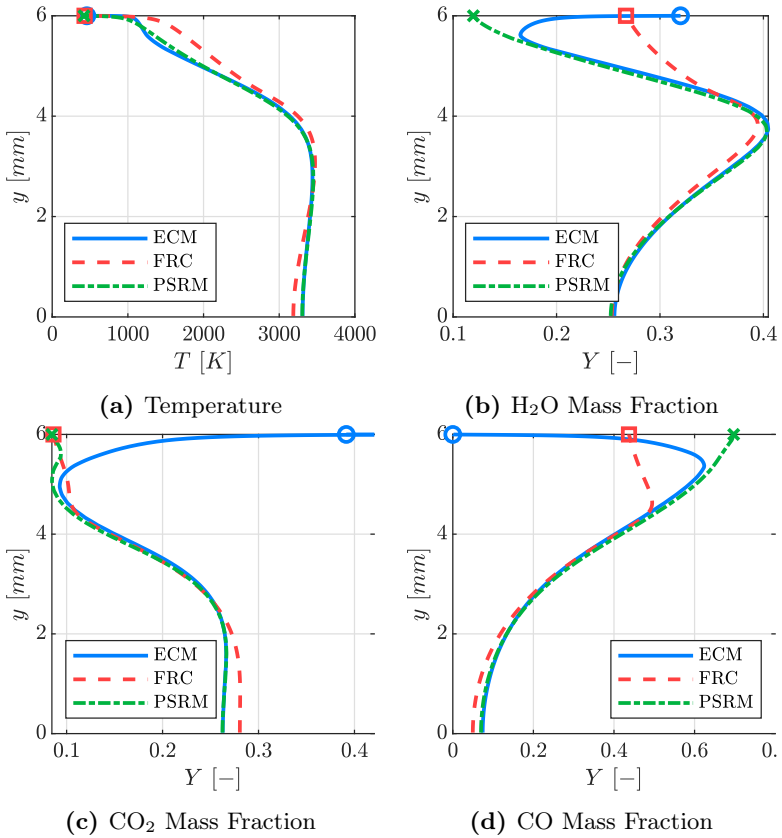 6
4
2
0
y [mm]
ECM
FRC
PSRM
0
1000
2000
3000
4000
T [K]
(a) Temperature
6
4
2
0
y [mm]
ECM
FRC
PSRM
0.1
0.2
0.3
0.4
Y [−]
(b) H₂O Mass Fraction
6
4
2
0
y [mm]
ECM
FRC
PSRM
0.1
0.2
0.3
0.4
Y [−]
(c) CO₂ Mass Fraction
6
4
2
0
y [mm]
ECM
FRC
PSRM
0
0.2
0.4
0.6
0.
Y [−]
(d) CO Mass Fraction